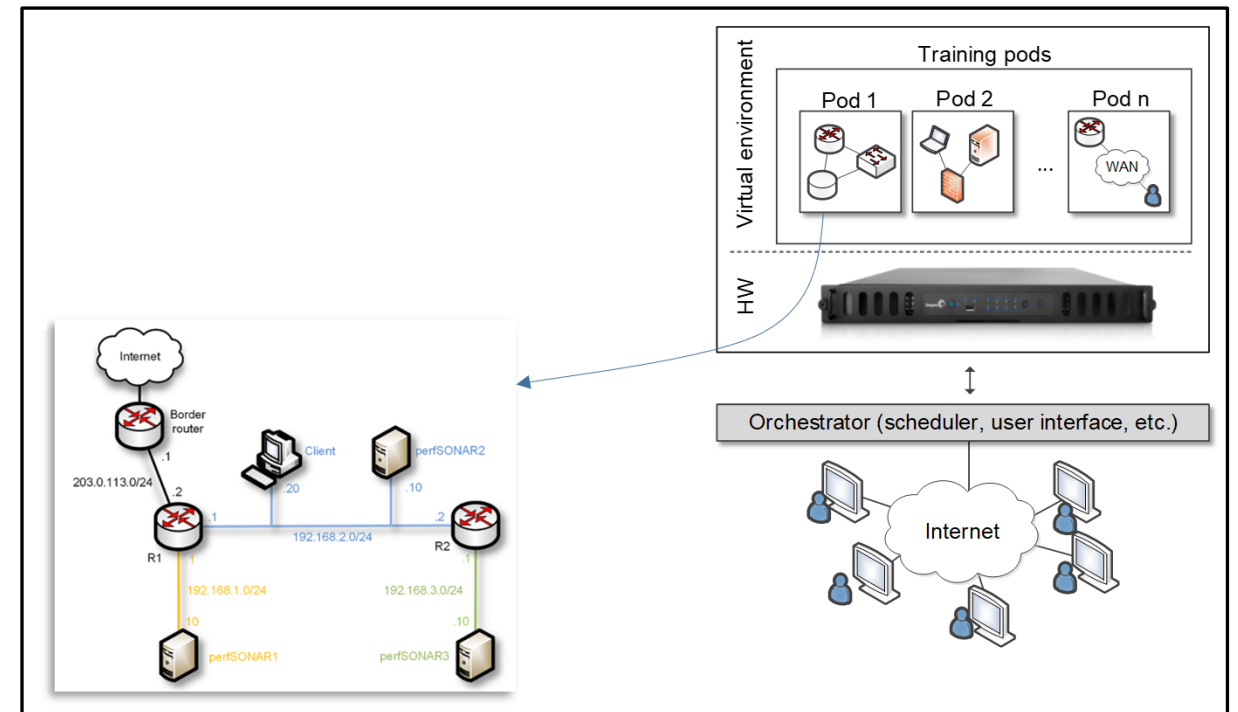 Training pods
Virtual environment
Pod 1
Pod 2
Pod n
...
WAN
HW
Orchestrator (scheduler, user interface, etc.)
Internet
Internet
Border
router
.1
203.0.113.0/24
.2
Client
.20
perfSONAR2
.10
.1
.2
192.168.2.0/24
R1
R2
.1
.1
192.168.1.0/24
192.168.3.0/24
.10
.10
perfSONAR1
perfSONAR3